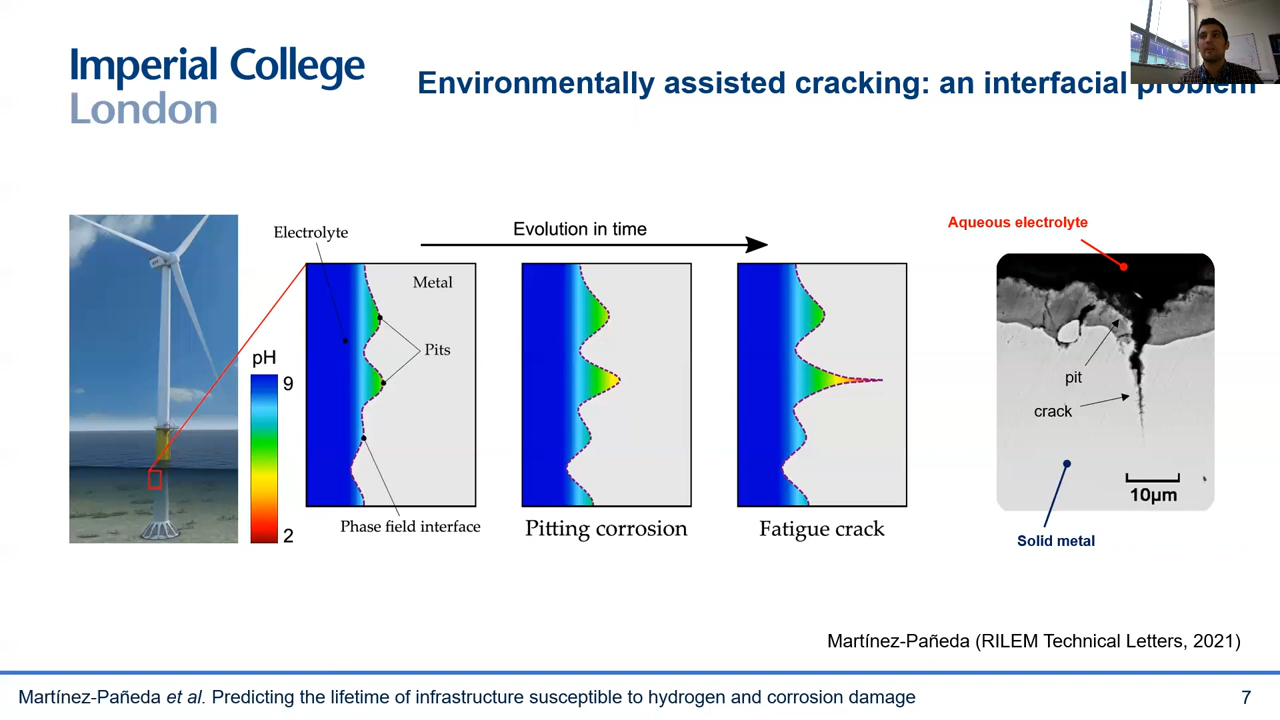 Imperial College
London
Environmentally assisted cracking: an interfacial problem
Electrolyte
Evolution in time
Aqueous electrolyte
Metal
Pits
pH
9
2
pit
crack
10µm
Phase field interface
Pitting corrosion
Fatigue crack
Solid metal
Martínez-Pañeda (RILEM Technical Letters, 2021)
Martínez-Pañeda et al. Predicting the lifetime of infrastructure susceptible to hydrogen and corrosion damage
7